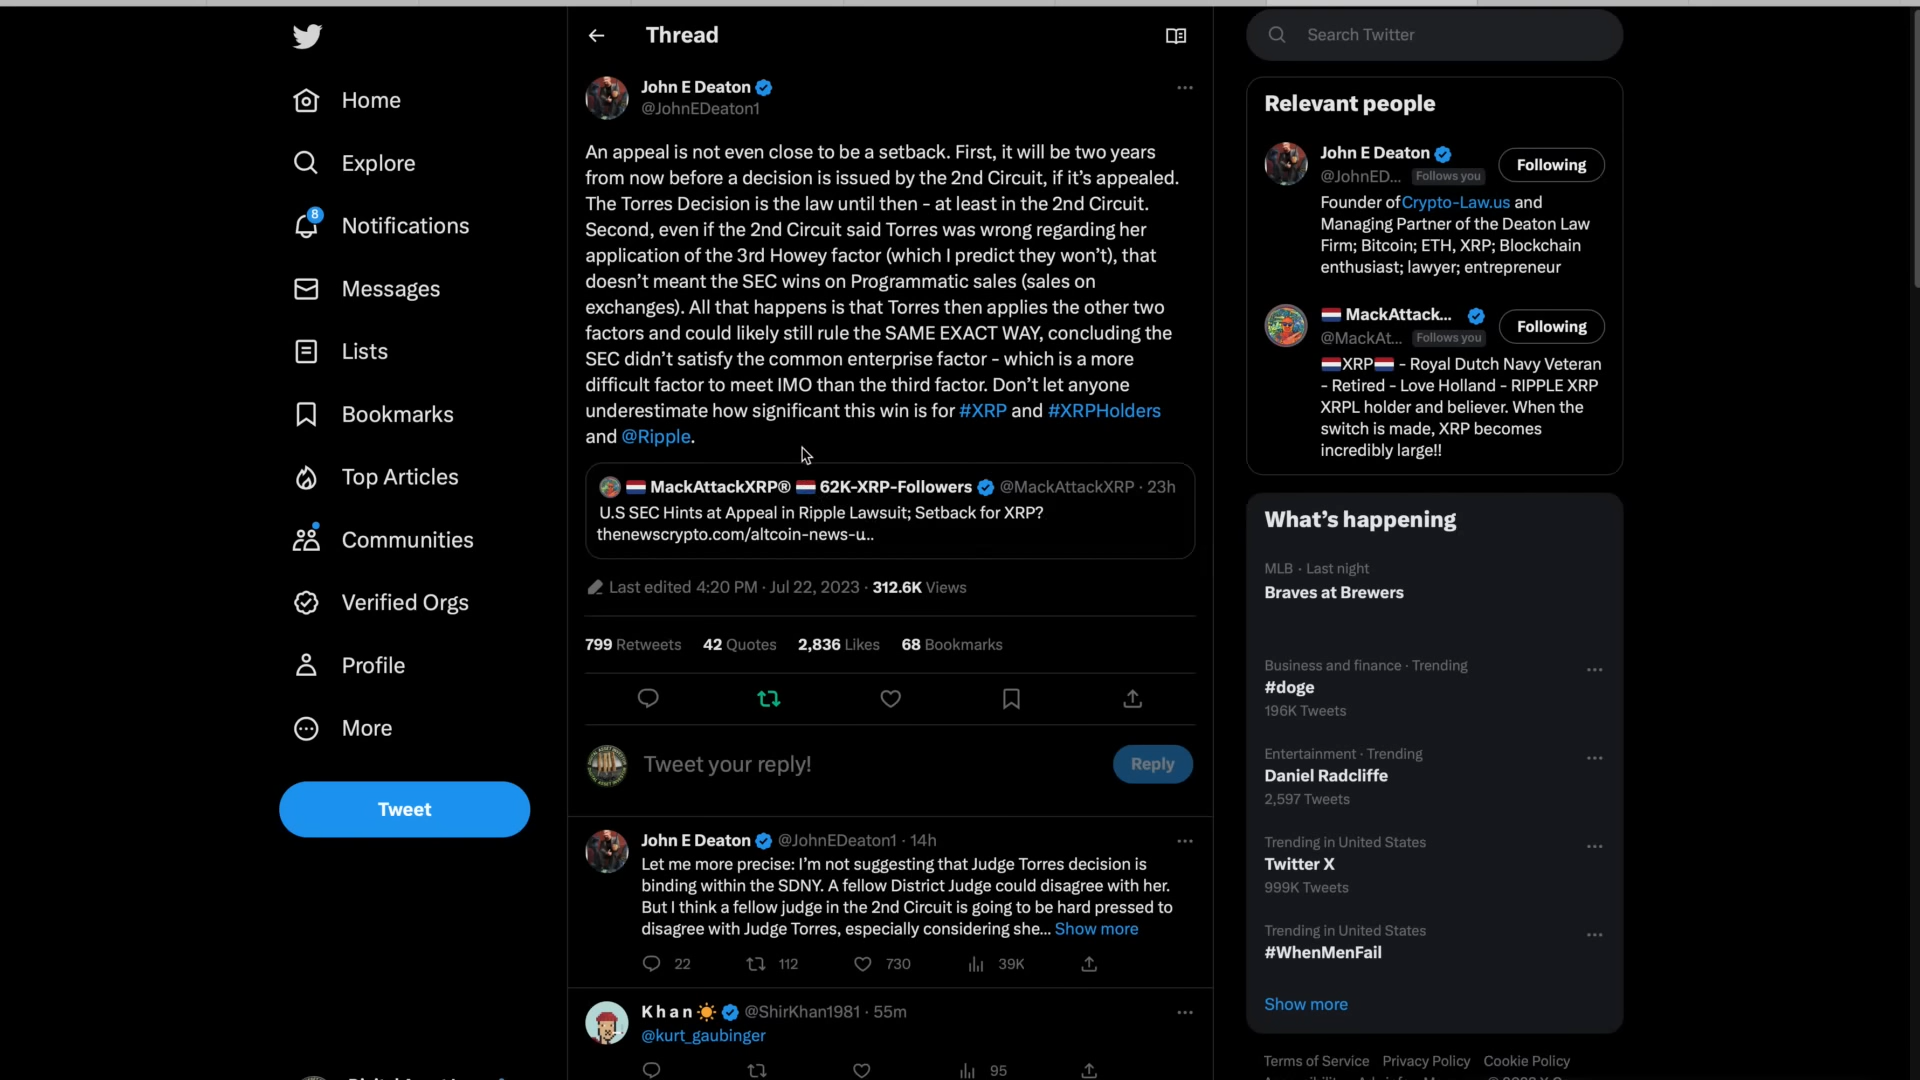 Home
Explore
8
Notifications
Messages
Lists
Bookmarks
Top Articles
Communities
Verified Orgs
Profile
More
Tweet
Thread
John E Deaton
@JohnEDeaton1
An appeal is not even close to be a setback. First, it will be two years
from now before a decision is issued by the 2nd Circuit, if it's appealed.
The Torres Decision is the law until then - at least in the 2nd Circuit.
Second, even if the 2nd Circuit said Torres was wrong regarding her
application of the 3rd Howey factor (which I predict they won't), that
doesn't meant the SEC wins on Programmatic sales (sales on
exchanges). All that happens is that Torres then applies the other two
factors and could likely still rule the SAME EXACT WAY, concluding the
SEC didn't satisfy the common enterprise factor - which is a more
difficult factor to meet IMO than the third factor. Don't let anyone
underestimate how significant this win is for #XRP and #XRPHolders
and @Ripple.
MackAttackXRP® 62K-XRP-Followers @MackAttackXRP · 23h
U.S SEC Hints at Appeal in Ripple Lawsuit; Setback for XRP?
thenewscrypto.com/altcoin-news-u...
Last edited 4:20 PM · Jul 22, 2023 · 312.6K Views
799 Retweets 42 Quotes 2,836 Likes 68 Bookmarks
Tweet your reply!
Reply
John E Deaton @JohnEDeaton1 · 14h
Let me more precise: I'm not suggesting that Judge Torres decision is
binding within the SDNY. A fellow District Judge could disagree with her.
But I think a fellow judge in the 2nd Circuit is going to be hard pressed to
disagree with Judge Torres, especially considering she... Show more
22 112 730 39K
Khan @ShirKhan1981 · 55m
@kurt_gaubinger
95
Search Twitter
Relevant people
John E Deaton
@JohnED... Follows you
Following
Founder ofCrypto-Law.us and
Managing Partner of the Deaton Law
Firm; Bitcoin; ETH, XRP; Blockchain
enthusiast; lawyer; entrepreneur
MackAttack...
@MackAt... Follows you
Following
XRP - Royal Dutch Navy Veteran
- Retired - Love Holland - RIPPLE XRP
XRPL holder and believer. When the
switch is made, XRP becomes
incredibly large!!
What's happening
MLB · Last night
Braves at Brewers
Business and finance · Trending
#doge
196K Tweets
Entertainment · Trending
Daniel Radcliffe
2,597 Tweets
Trending in United States
Twitter X
999K Tweets
Trending in United States
#WhenMenFail
Show more
Terms of Service Privacy Policy Cookie Policy